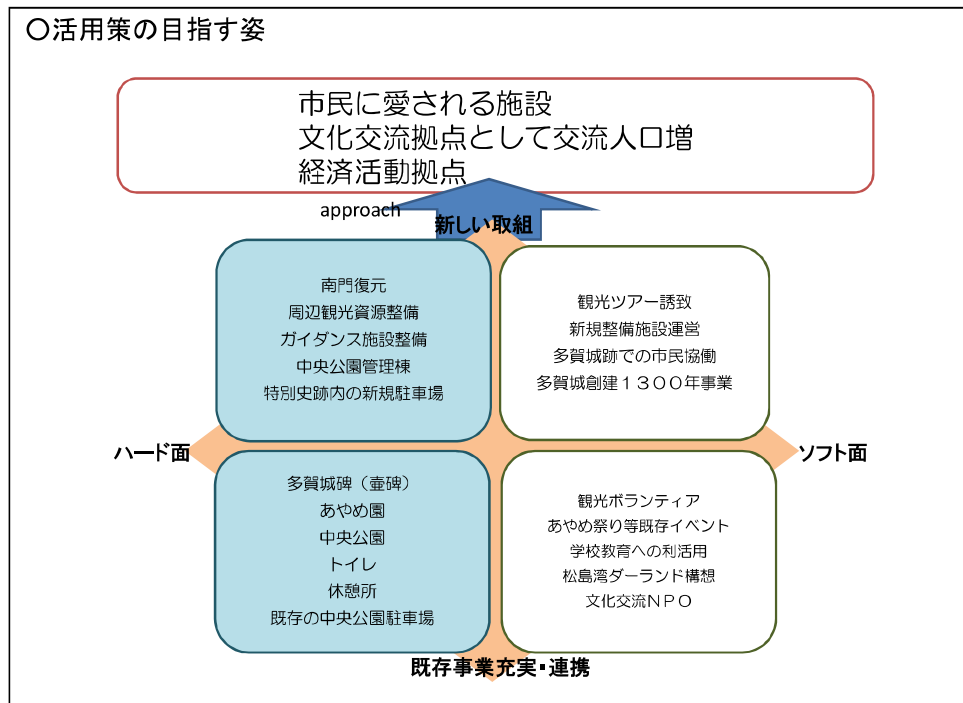 〇活用策の目指す姿
市民に愛される施設
文化交流拠点として交流人口増
経済活動拠点
approach
新しい取組
南門復元
周辺観光資源整備
ガイダンス施設整備
中央公園管理棟
特別史跡内の新規駐車場
観光ツアー誘致
新規整備施設運営
多賀城跡での市民協働
多賀城創建１３００年事業
ハード面
ソフト面
多賀城碑（壺碑）
あやめ園
中央公園
トイレ
休憩所
既存の中央公園駐車場
観光ボランティア
あやめ祭り等既存イベント
学校教育への利活用
松島湾ダーランド構想
文化交流ＮＰＯ
既存事業充実・連携